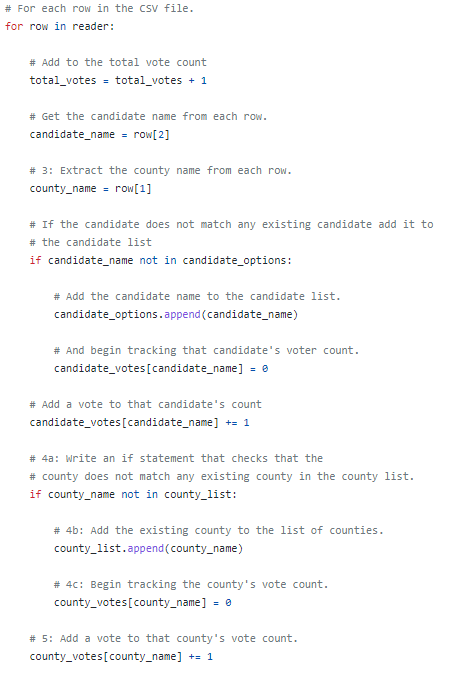 # For each row in the CSV file.
for row in reader:
# Add to the total vote count
total_votes = total_votes + 1
# Get the candidate name from each row.
candidate_name = row[2]
# 3: Extract the county name from each row.
county_name = row[1]
# If the candidate does not match any existing candidate add it to
# the candidate list
if candidate_name not in candidate_options:
# Add the candidate name to the candidate list.
candidate_options.append(candidate_name)
# And begin tracking that candidate's voter count.
candidate_votes[candidate_name] = 0
# Add a vote to that candidate's count
candidate_votes[candidate_name] += 1
# 4a: Write an if statement that checks that the
# county does not match any existing county in the county list.
if county_name not in county_list:
# 4b: Add the existing county to the list of counties.
county_list.append(county_name)
# 4c: Begin tracking the county's vote count.
county_votes[county_name] = 0
# 5: Add a vote to that county's vote count.
county_votes[county_name] += 1